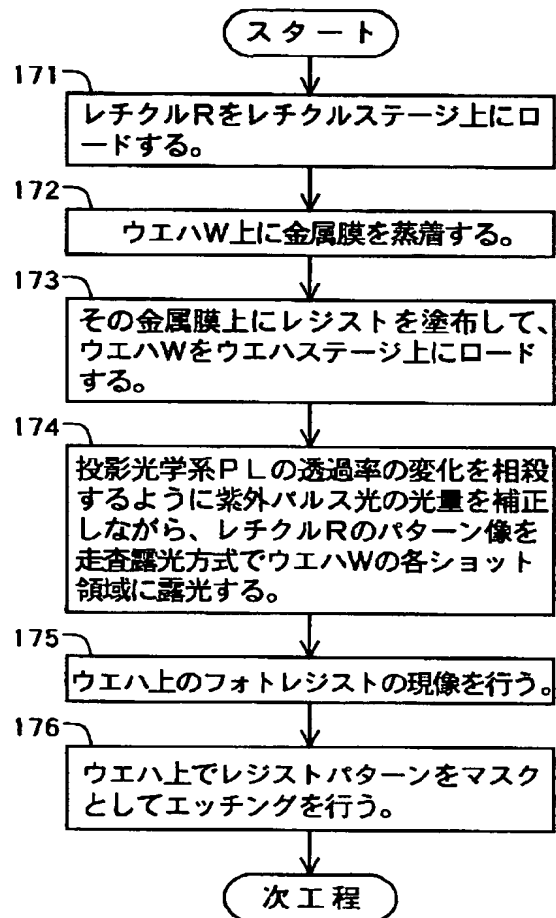 スタート
171
レチクルRをレチクルステージ上にロ
ードする。
172
ウエハW上に金属膜を蒸着する。
173
その金属膜上にレジストを塗布して、
ウエハWをウエハステージ上にロード
する。
174
投影光学系PLの透過率の変化を相殺
するように紫外パルス光の光量を補正
しながら、レチクルRのパターン像を
走査露光方式でウエハWの各ショット
領域に露光する。
175
ウエハ上のフォトレジストの現像を行う。
176
ウエハ上でレジストパターンをマスク
としてエッチングを行う。
次工程